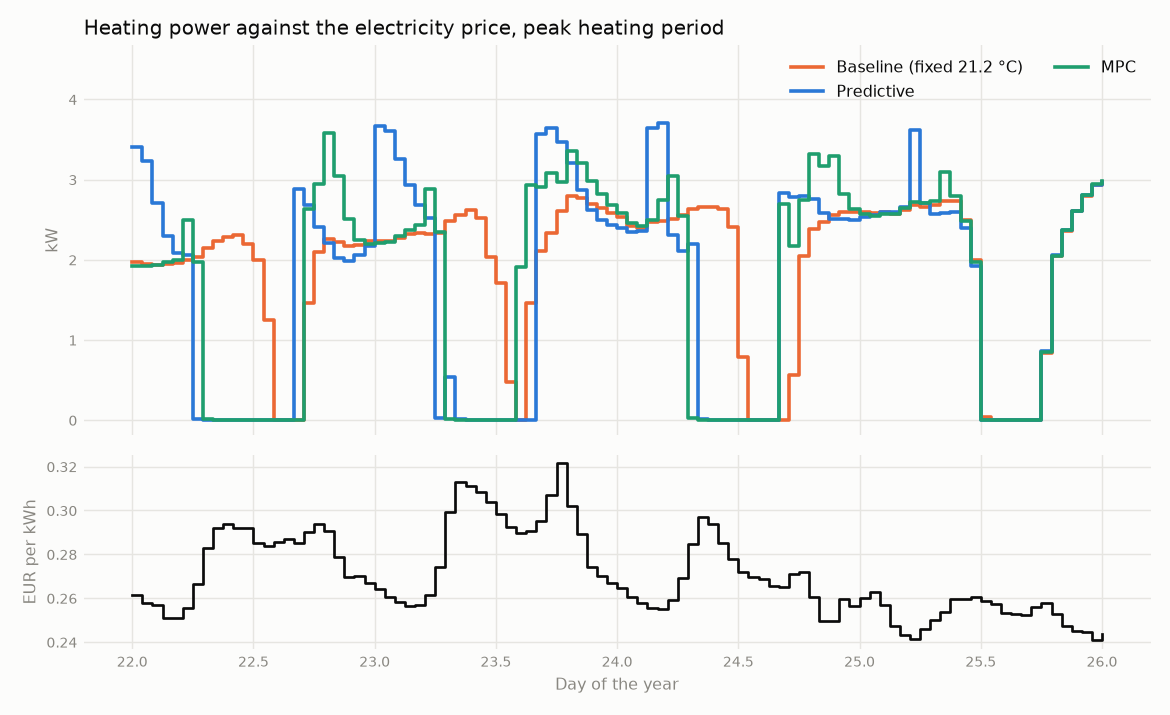 Heating power against the electricity price, peak heating period
Baseline (fixed 21.2 °C)
Predictive
MPC
4
3
2
1
0
kW
0.32
0.30
0.28
0.26
0.24
EUR per kWh
22.0 22.5 23.0 23.5 24.0 24.5 25.0 25.5 26.0
Day of the year